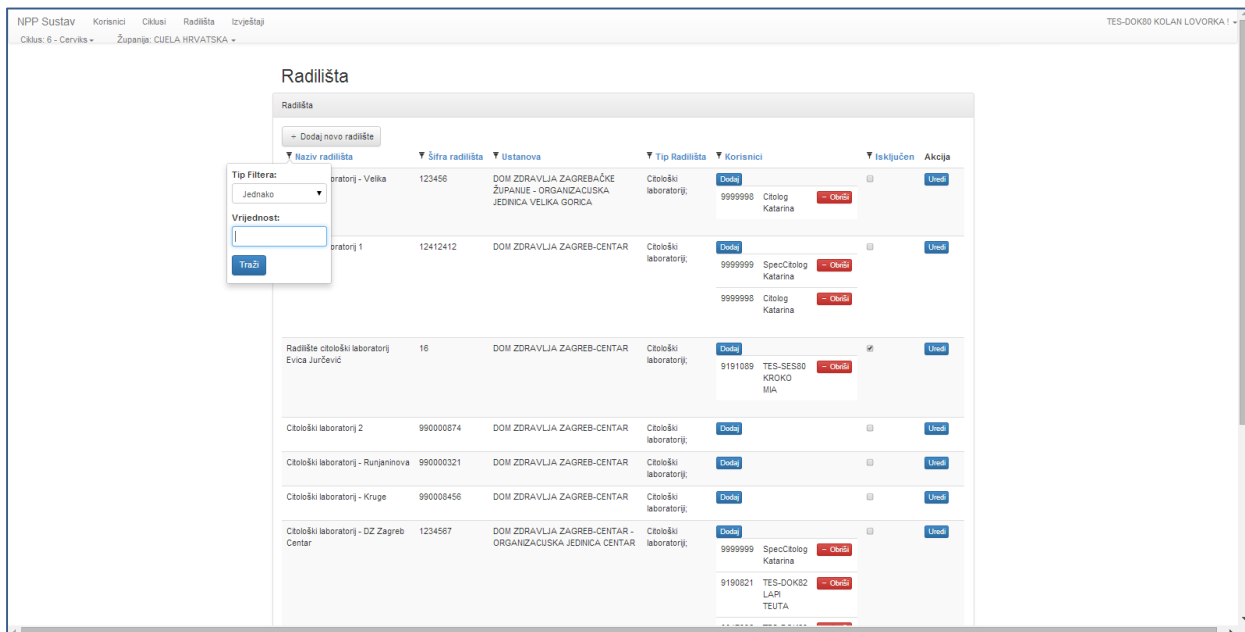 NPP Sustav Korisnici Ciklusi Radilišta Izvještaji TES-DOK80 KOLAN LOVORKA !
Ciklus: 6 - Cerviks Županija: CIJELA HRVATSKA
Radilišta
Radilišta
+ Dodaj novo radilište
Naziv radilišta Šifra radilišta Ustanova Tip Radilišta Korisnici Isključen Akcija
Tip Filtera:
Jednako
Vrijednost:
Traži
oratorij - Velika 123456 DOM ZDRAVLJA ZAGREBAČKE Citološki Dodaj Uredi
ŽUPANIJE - ORGANIZACIJSKA laboratoriji; 9999998 Citolog - Obriši
JEDINICA VELIKA GORICA Katarina
oratorij 1 12412412 DOM ZDRAVLJA ZAGREB-CENTAR Citološki Dodaj Uredi
laboratoriji; 9999999 SpecCitolog - Obriši
Katarina
9999998 Citolog - Obriši
Katarina
Radilište citološki laboratorij 16 DOM ZDRAVLJA ZAGREB-CENTAR Citološki Dodaj Uredi
Evica Jurčević laboratoriji; 9191089 TES-SES80 - Obriši
KROKO
MIA
Citološki laboratorij 2 990000874 DOM ZDRAVLJA ZAGREB-CENTAR Citološki Dodaj Uredi
laboratoriji;
Citološki laboratorij - Runjaninova 990000321 DOM ZDRAVLJA ZAGREB-CENTAR Citološki Dodaj Uredi
laboratoriji;
Citološki laboratorij - Kruge 990008456 DOM ZDRAVLJA ZAGREB-CENTAR Citološki Dodaj Uredi
laboratoriji;
Citološki laboratorij - DZ Zagreb 1234567 DOM ZDRAVLJA ZAGREB-CENTAR - Citološki Dodaj Uredi
Centar ORGANIZACIJSKA JEDINICA CENTAR laboratoriji; 9999999 SpecCitolog - Obriši
Katarina
9190821 TES-DOK82 - Obriši
LAPI
TEUTA